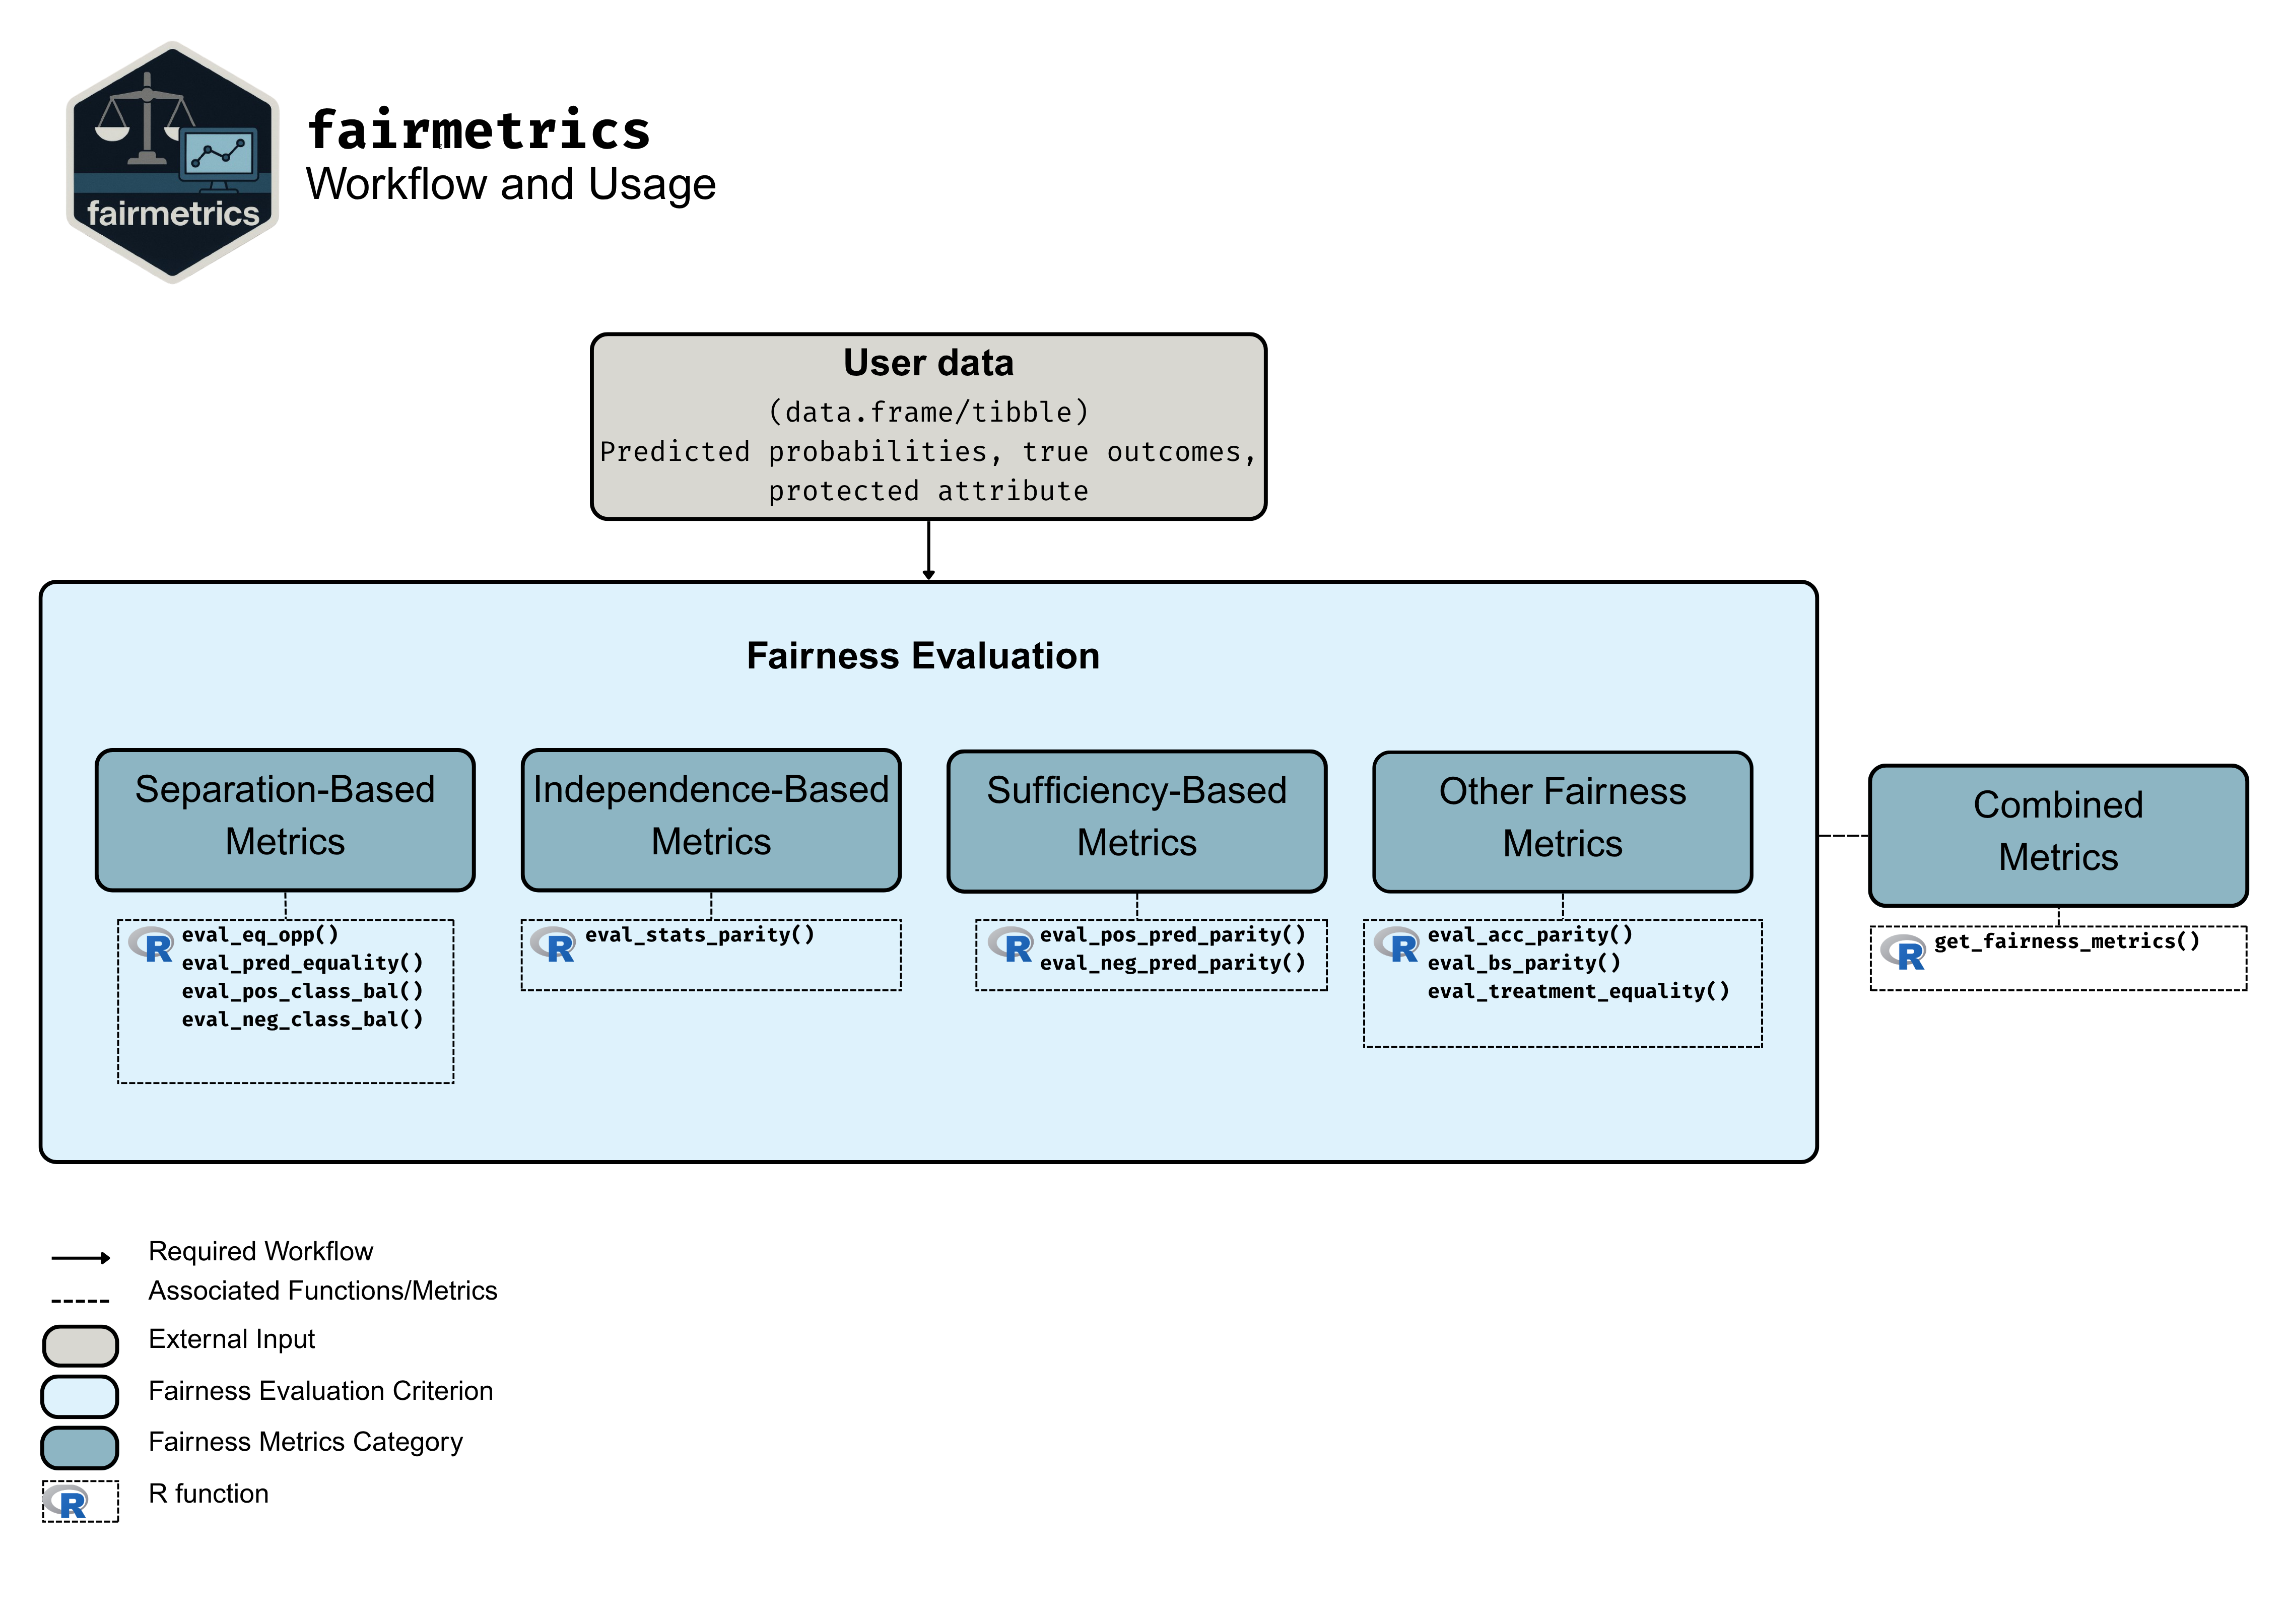 fairmetrics
fairmetrics
Workflow and Usage
User data
(data.frame/tibble)
Predicted probabilities, true outcomes,
protected attribute
Fairness Evaluation
Separation-Based
Metrics
eval_eq_opp()
eval_pred_equality()
eval_pos_class_bal()
eval_neg_class_bal()
Independence-Based
Metrics
R eval_stats_parity()
Sufficiency-Based
Metrics
R eval_pos_pred_parity()
eval_neg_pred_parity()
Other Fairness
Metrics
R eval_acc_parity()
eval_bs_parity()
eval_treatment_equality()
Combined
Metrics
R get_fairness_metrics()
Required Workflow
Associated Functions/Metrics
External Input
Fairness Evaluation Criterion
Fairness Metrics Category
R R function